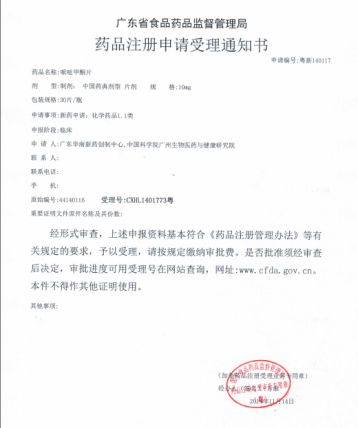 广东省食品药品监督管理局
药品注册申请受理通知书
申请编号:粤新140117
药品名称:哌吡甲酮片
剂 型:制剂: 中国药典剂型 片剂 规 格:10mg
包装规格:30片/瓶
申请事项:新药申请:化学药品1.1类
申报阶段:临床
申 请 人:广东华南新药创制中心,中国科学院广州生物医药与健康研究院
联 系 人:
联系电话:
手 机:
原始编号:44140116 受理号:CXHL1401773粤
重要证明文件原件名称及其份数:
经形式审查,上述申报资料基本符合《药品注册管理办法》等有
关规定的要求,予以受理,请按规定缴纳审批费。是否批准须经审查
后决定,审批进度可用受理号在网站查询,网址:www.cfda.gov.cn。
本件不得作其他证明使用。
其他事项:
(加盖药品注册受理业务专用章)
11月14日